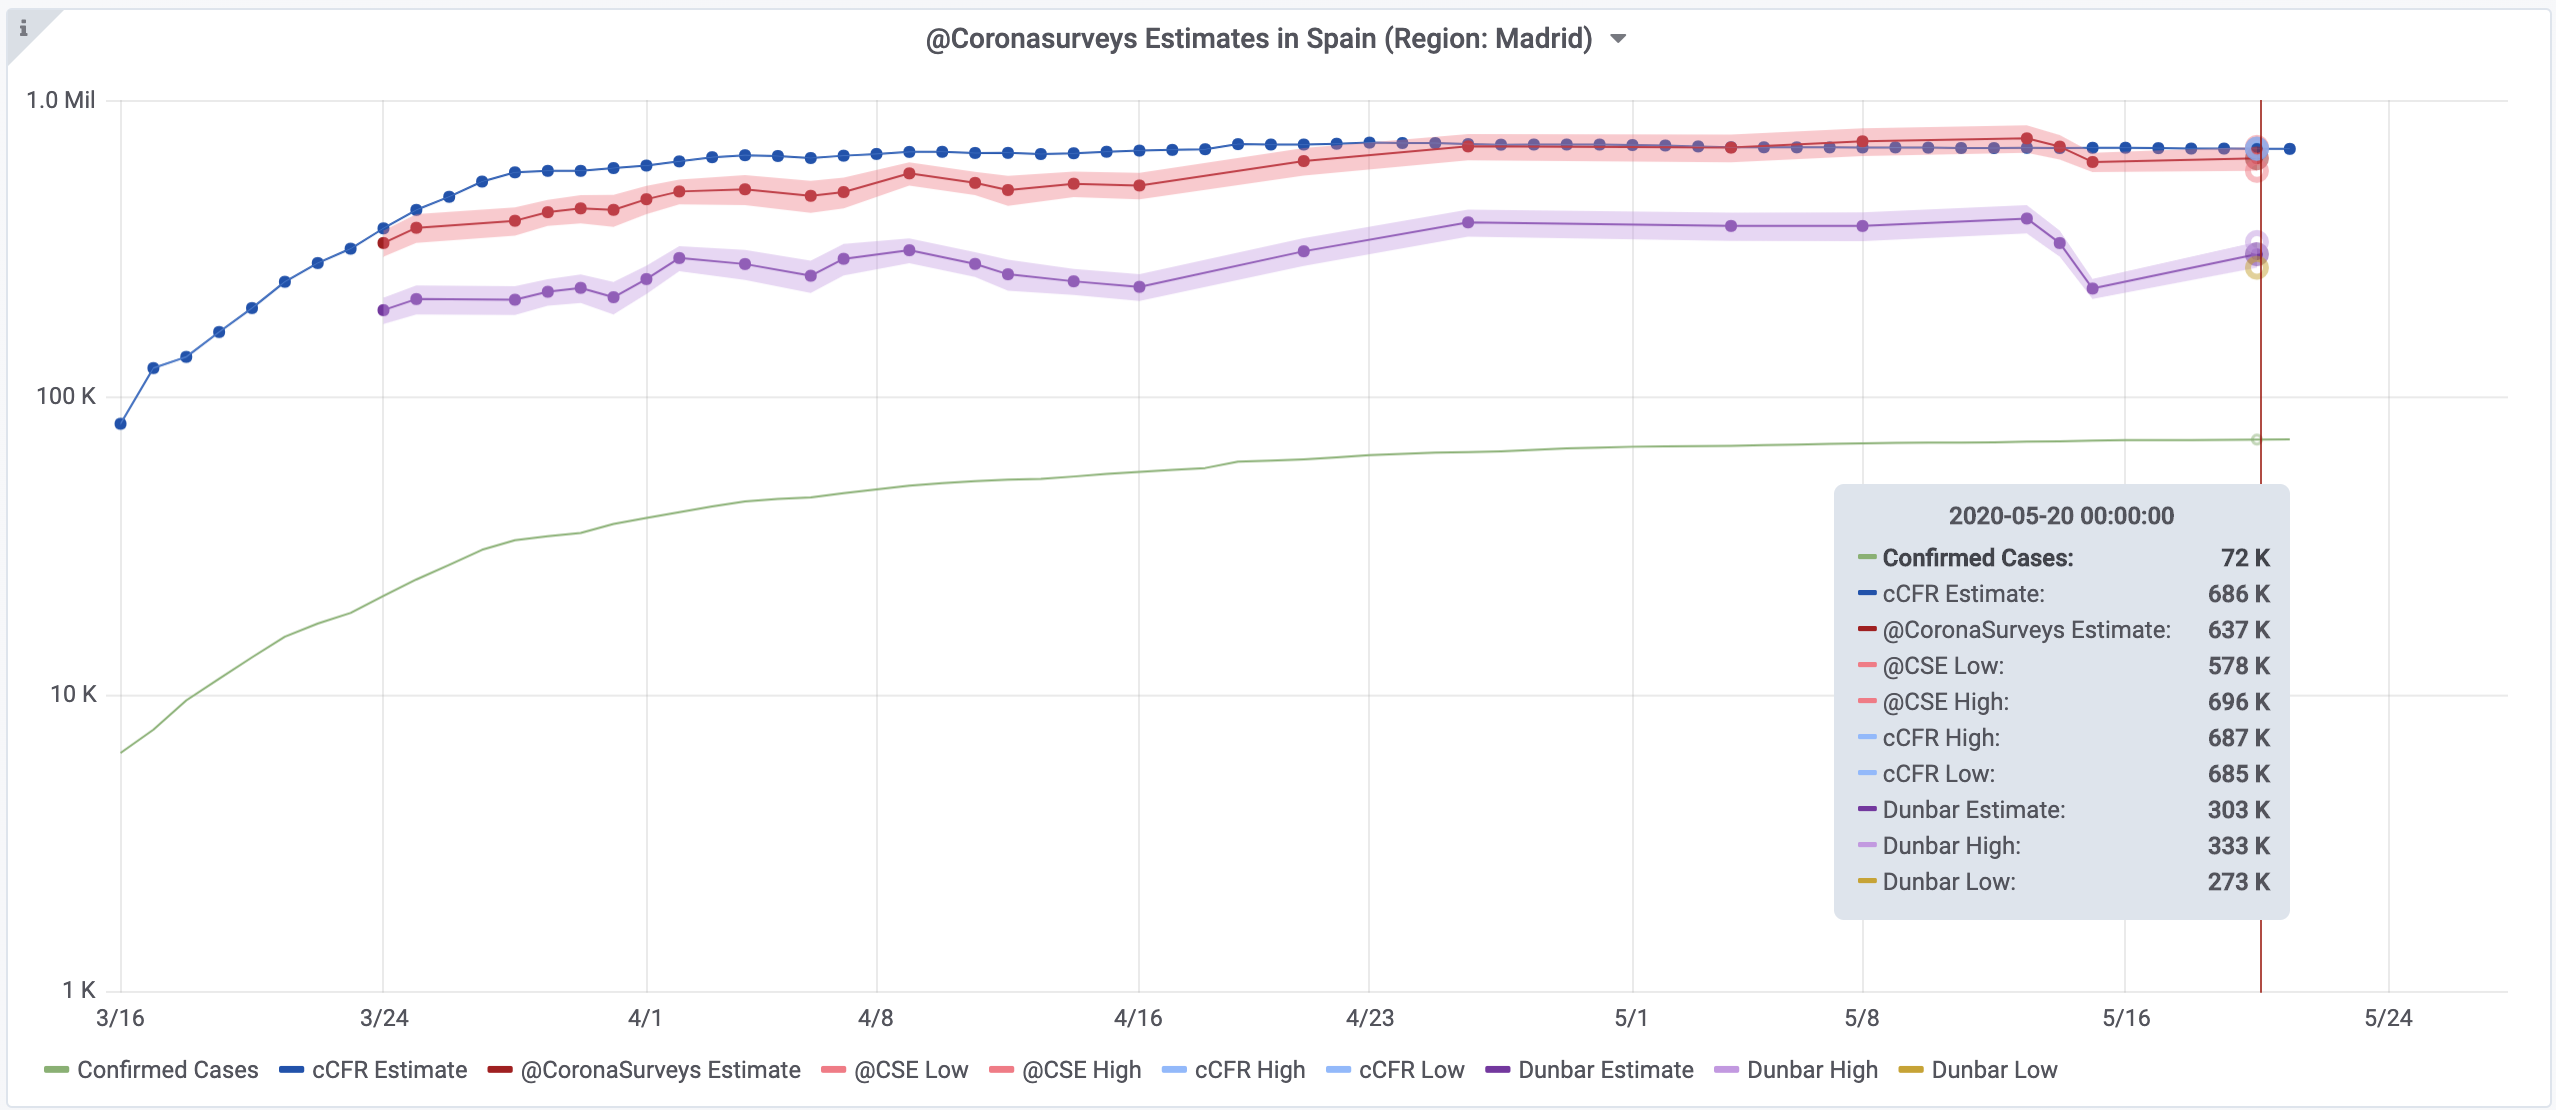 i
@Coronasurveys Estimates in Spain (Region: Madrid)
1.0 Mil
100 K
10 K
1 K
3/16 3/24 4/1 4/8 4/16 4/23 5/1 5/8 5/16 5/24
2020-05-20 00:00:00
Confirmed Cases: 72 K
cCFR Estimate: 686 K
@CoronaSurveys Estimate: 637 K
@CSE Low: 578 K
@CSE High: 696 K
cCFR High: 687 K
cCFR Low: 685 K
Dunbar Estimate: 303 K
Dunbar High: 333 K
Dunbar Low: 273 K
Confirmed Cases cCFR Estimate @CoronaSurveys Estimate @CSE Low @CSE High cCFR High cCFR Low Dunbar Estimate Dunbar High Dunbar Low